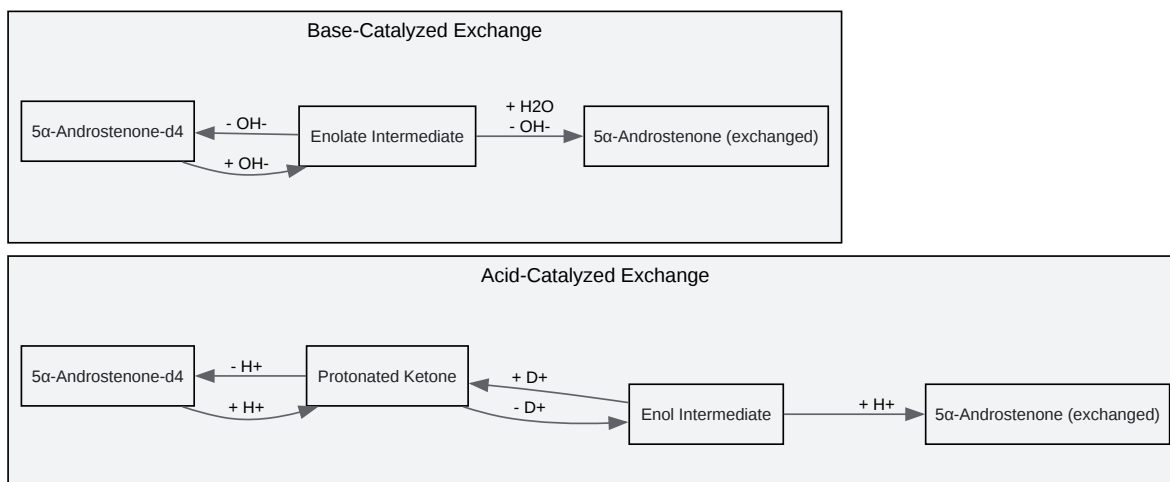 Base-Catalyzed Exchange
5α-Androstenone-d4
- OH-
+ OH-
Enolate Intermediate
+ H2O
- OH-
5α-Androstenone (exchanged)
Acid-Catalyzed Exchange
5α-Androstenone-d4
- H+
+ H+
Protonated Ketone
+ D+
- D+
Enol Intermediate
+ H+
5α-Androstenone (exchanged)